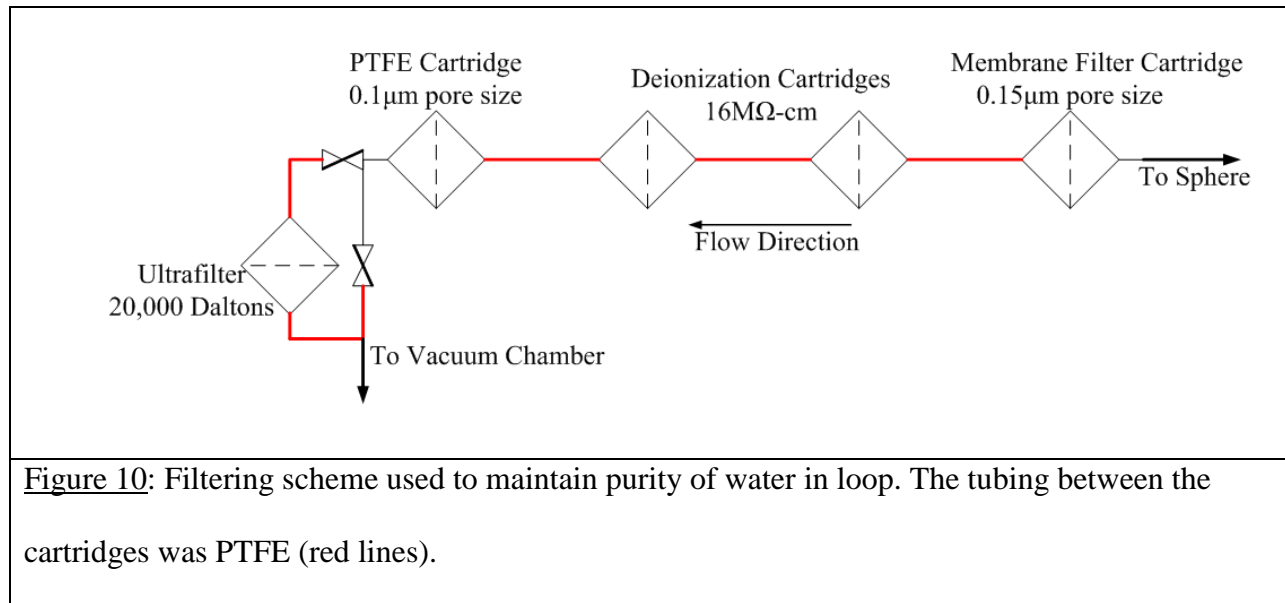 PTFE Cartridge
0.1μm pore size
Deionization Cartridges
16MΩ-cm
Membrane Filter Cartridge
0.15μm pore size
To Sphere
Flow Direction
Ultrafilter
20,000 Daltons
To Vacuum Chamber
Figure 10: Filtering scheme used to maintain purity of water in loop. The tubing between the
cartridges was PTFE (red lines).